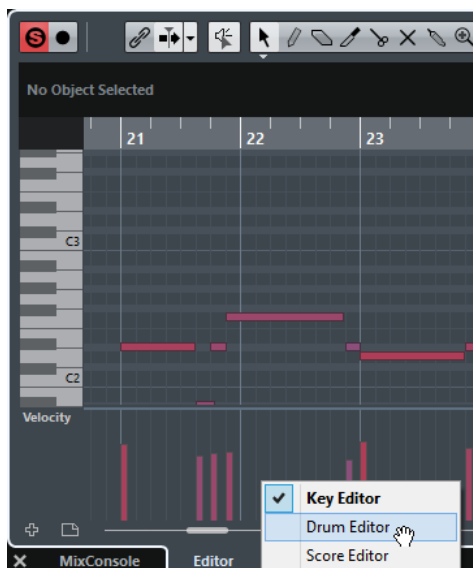 S
No Object Selected
21 22 23
C3
C2
Velocity
Key Editor
Drum Editor
Score Editor
MixConsole Editor